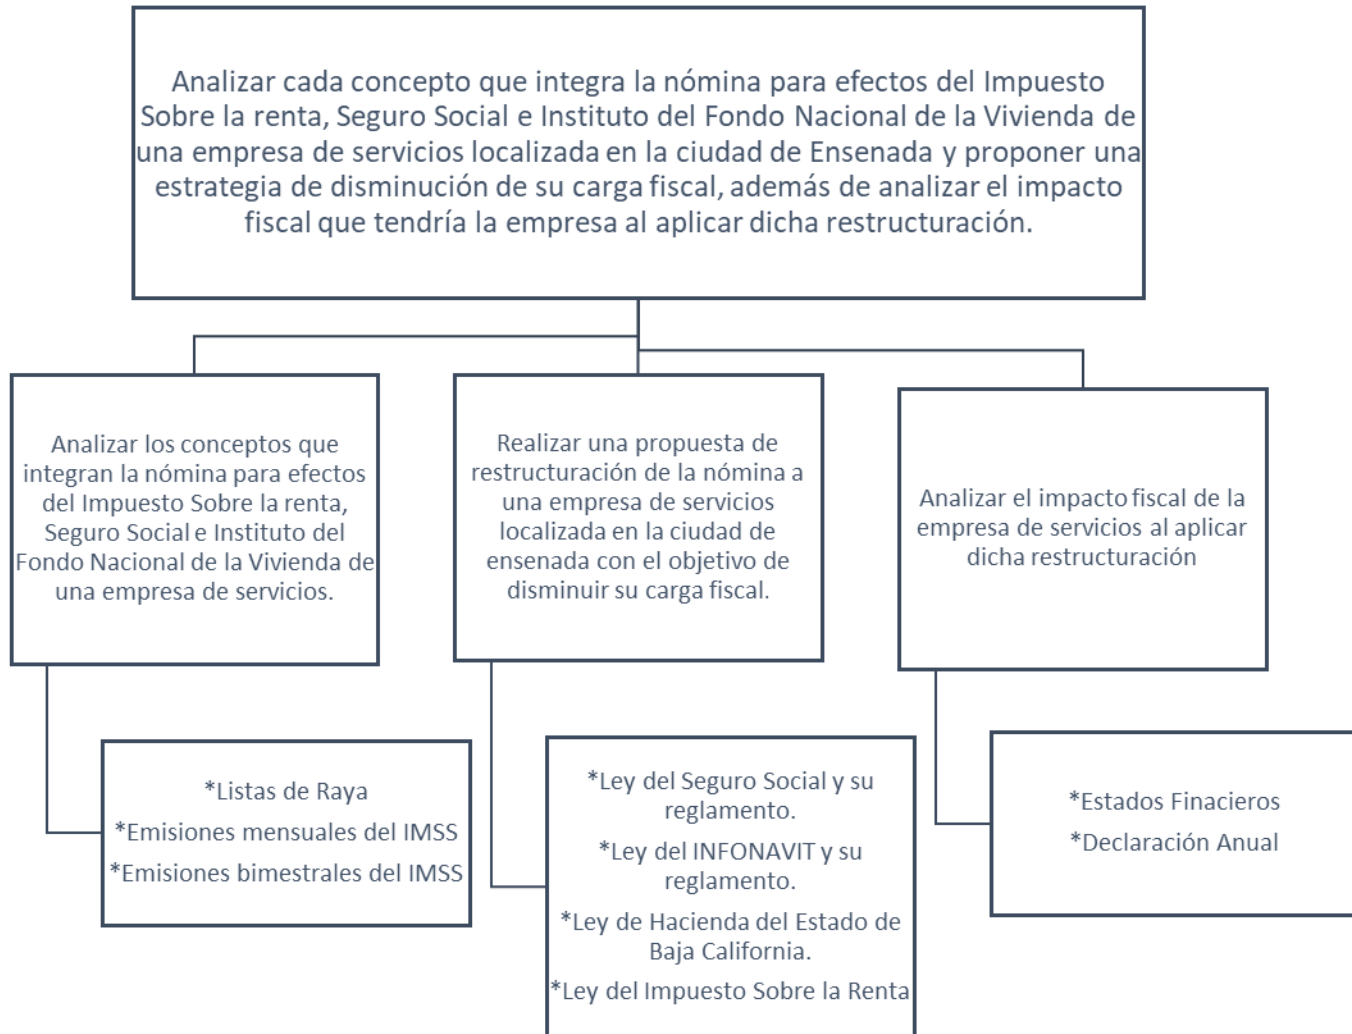 Analizar cada concepto que integra la nómina para efectos del Impuesto
Sobre la renta, Seguro Social e Instituto del Fondo Nacional de la Vivienda de
una empresa de servicios localizada en la ciudad de Ensenada y proponer una
estrategia de disminución de su carga fiscal, además de analizar el impacto
fiscal que tendría la empresa al aplicar dicha restructuración.
Analizar los conceptos que
integran la nómina para efectos
del Impuesto Sobre la renta,
Seguro Social e Instituto del
Fondo Nacional de la Vivienda de
una empresa de servicios.
Realizar una propuesta de
restructuración de la nómina a
una empresa de servicios
localizada en la ciudad de
ensenada con el objetivo de
disminuir su carga fiscal.
Analizar el impacto fiscal de la
empresa de servicios al aplicar
dicha restructuración
*Listas de Raya
*Emisiones mensuales del IMSS
*Emisiones bimestrales del IMSS
*Ley del Seguro Social y su
reglamento.
*Ley del INFONAVIT y su
reglamento.
*Ley de Hacienda del Estado de
Baja California.
*Ley del Impuesto Sobre la Renta
*Estados Finacieros
*Declaración Anual